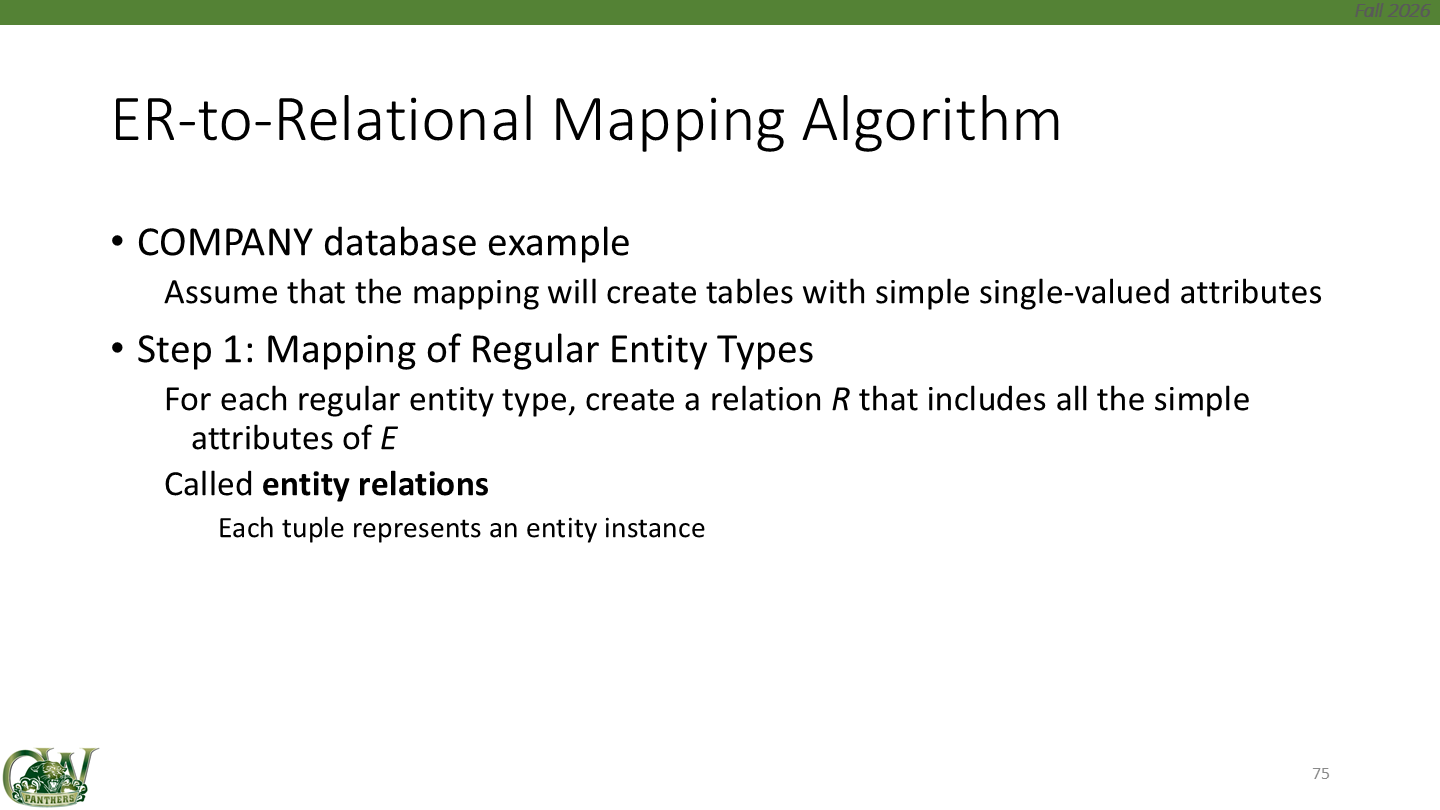 Fall 2026
ER-to-Relational Mapping Algorithm
• COMPANY database example
Assume that the mapping will create tables with simple single-valued attributes
• Step 1: Mapping of Regular Entity Types
For each regular entity type, create a relation R that includes all the simple
attributes of E
Called entity relations
Each tuple represents an entity instance
OW
PANTHERS
75